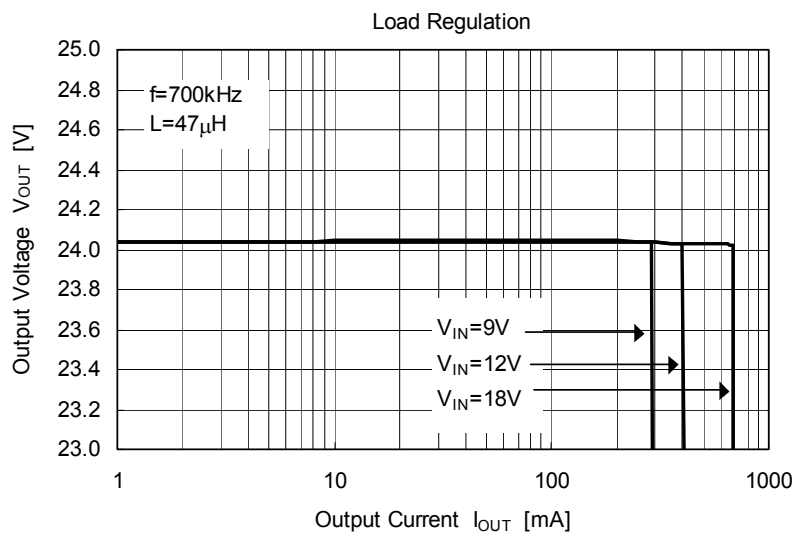 Load Regulation
25.0
24.8
24.6
24.4
24.2
24.0
23.8
23.6
23.4
23.2
23.0
Output Voltage VOUT [V]
f=700kHz
L=47μH
VIN=9V
VIN=12V
VIN=18V
1
10
100
1000
Output Current IOUT [mA]